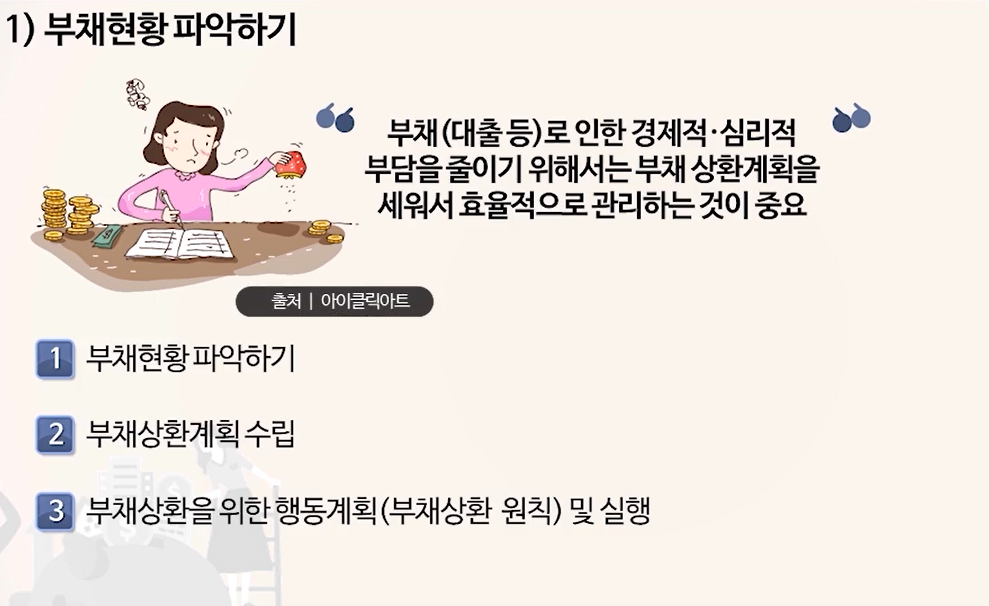 1) 부채현황 파악하기
부채(대출 등)로 인한 경제적·심리적
부담을 줄이기 위해서는 부채 상환계획을
세워서 효율적으로 관리하는 것이 중요
출처 | 아이클릭아트
1 부채현황 파악하기
2 부채상환계획 수립
3 부채상환을 위한 행동계획(부채상환 원칙) 및 실행